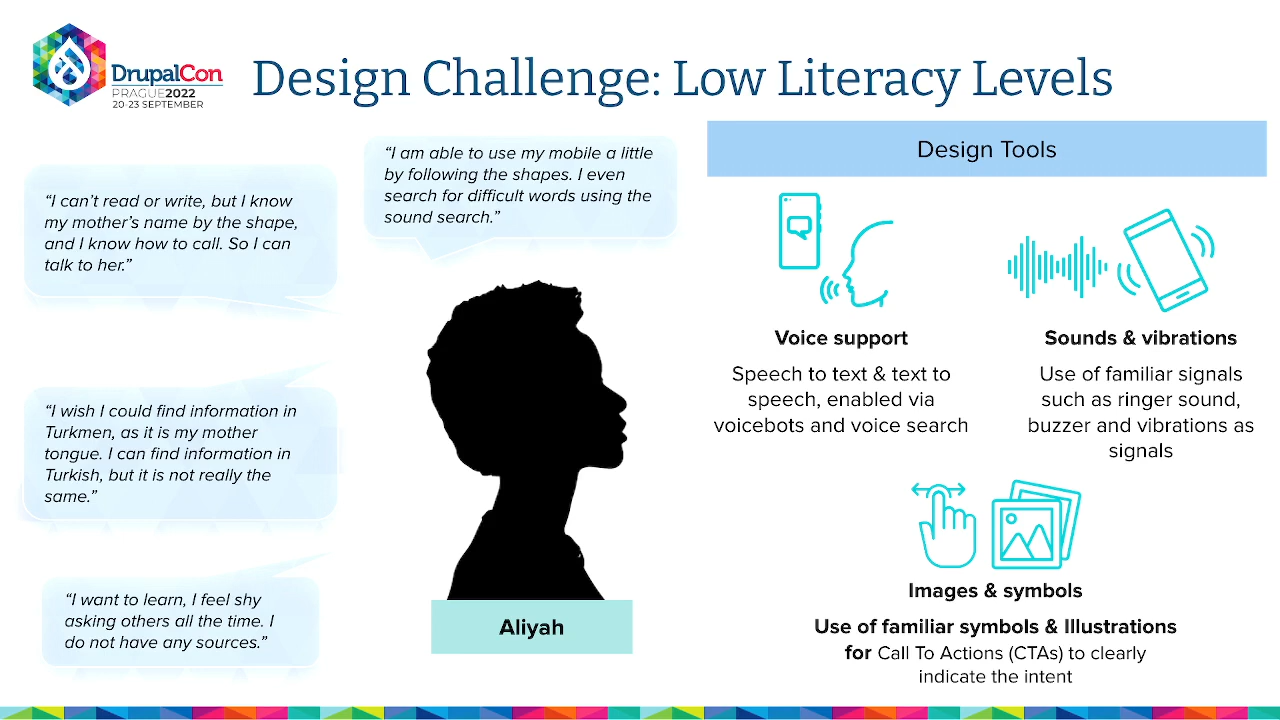 DrupalCon
PRAGUE2022
20-23 SEPTEMBER
Design Challenge: Low Literacy Levels
“I can’t read or write, but I know
my mother’s name by the shape,
and I know how to call. So I can
talk to her.”
“I am able to use my mobile a little
by following the shapes. I even
search for difficult words using the
sound search.”
“I wish I could find information in
Turkmen, as it is my mother
tongue. I can find information in
Turkish, but it is not really the
same.”
“I want to learn, I feel shy
asking others all the time. I
do not have any sources.”
Aliyah
Design Tools
Voice support
Speech to text & text to
speech, enabled via
voicebots and voice search
Sounds & vibrations
Use of familiar signals
such as ringer sound,
buzzer and vibrations as
signals
Images & symbols
Use of familiar symbols & Illustrations
for Call To Actions (CTAs) to clearly
indicate the intent